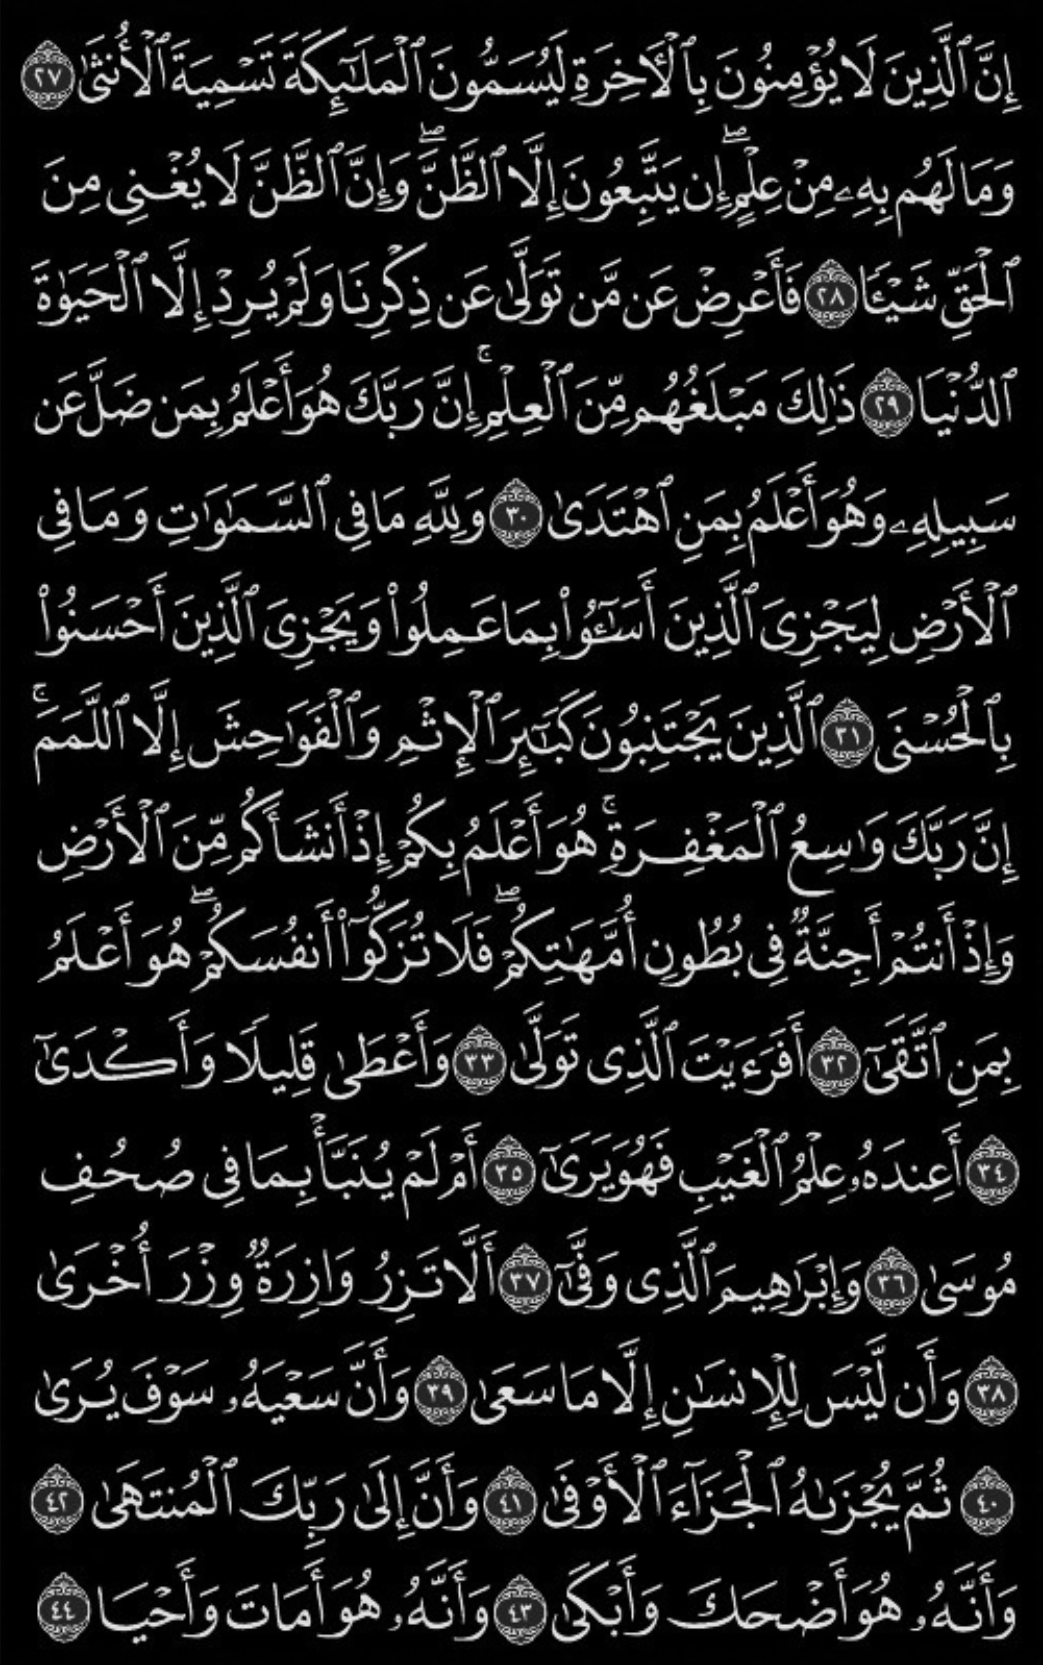 إِنَّ ٱلَّذِينَ لَا يُؤْمِنُونَ بِٱلْـَٔاخِرَةِ لَيُسَمُّونَ ٱلْمَلَـٰٓئِكَةَ تَسْمِيَةَ ٱلْأُنثَىٰ ٢٧
وَمَا لَهُم بِهِۦ مِنْ عِلْمٍ ۖ إِن يَتَّبِعُونَ إِلَّا ٱلظَّنَّ ۖ وَإِنَّ ٱلظَّنَّ لَا يُغْنِى مِنَ
ٱلْحَقِّ شَيْـًٔا ٢٨ فَأَعْرِضْ عَن مَّن تَوَلَّىٰ عَن ذِكْرِنَا وَلَمْ يُرِدْ إِلَّا ٱلْحَيَوٰةَ
ٱلدُّنْيَا ٢٩ ذَٰلِكَ مَبْلَغُهُم مِّنَ ٱلْعِلْمِ ۚ إِنَّ رَبَّكَ هُوَ أَعْلَمُ بِمَن ضَلَّ عَن
سَبِيلِهِۦ وَهُوَ أَعْلَمُ بِمَنِ ٱهْتَدَىٰ ٣٠ وَلِلَّهِ مَا فِى ٱلسَّمَـٰوَٰتِ وَمَا فِى
ٱلْأَرْضِ لِيَجْزِىَ ٱلَّذِينَ أَسَـٰٓـُٔوا۟ بِمَا عَمِلُوا۟ وَيَجْزِىَ ٱلَّذِينَ أَحْسَنُوا۟
بِٱلْحُسْنَى ٣١ ٱلَّذِينَ يَجْتَنِبُونَ كَبَـٰٓئِرَ ٱلْإِثْمِ وَٱلْفَوَٰحِشَ إِلَّا ٱللَّمَمَ ۚ
إِنَّ رَبَّكَ وَٰسِعُ ٱلْمَغْفِرَةِ ۚ هُوَ أَعْلَمُ بِكُمْ إِذْ أَنشَأَكُم مِّنَ ٱلْأَرْضِ
وَإِذْ أَنتُمْ أَجِنَّةٌ فِى بُطُونِ أُمَّهَـٰتِكُمْ ۖ فَلَا تُزَكُّوٓا۟ أَنفُسَكُمْ ۖ هُوَ أَعْلَمُ
بِمَنِ ٱتَّقَىٰٓ ٣٢ أَفَرَءَيْتَ ٱلَّذِى تَوَلَّىٰ ٣٣ وَأَعْطَىٰ قَلِيلًا وَأَكْدَىٰٓ
٣٤ أَعِندَهُۥ عِلْمُ ٱلْغَيْبِ فَهُوَ يَرَىٰٓ ٣٥ أَمْ لَمْ يُنَبَّأْ بِمَا فِى صُحُفِ
مُوسَىٰ ٣٦ وَإِبْرَٰهِيمَ ٱلَّذِى وَفَّىٰٓ ٣٧ أَلَّا تَزِرُ وَازِرَةٌ وِزْرَ أُخْرَىٰ
٣٨ وَأَن لَّيْسَ لِلْإِنسَـٰنِ إِلَّا مَا سَعَىٰ ٣٩ وَأَنَّ سَعْيَهُۥ سَوْفَ يُرَىٰ
٤٠ ثُمَّ يُجْزَىٰهُ ٱلْجَزَآءَ ٱلْأَوْفَىٰ ٤١ وَأَنَّ إِلَىٰ رَبِّكَ ٱلْمُنتَهَىٰ ٤٢
وَأَنَّهُۥ هُوَ أَضْحَكَ وَأَبْكَىٰ ٤٣ وَأَنَّهُۥ هُوَ أَمَاتَ وَأَحْيَا ٤٤